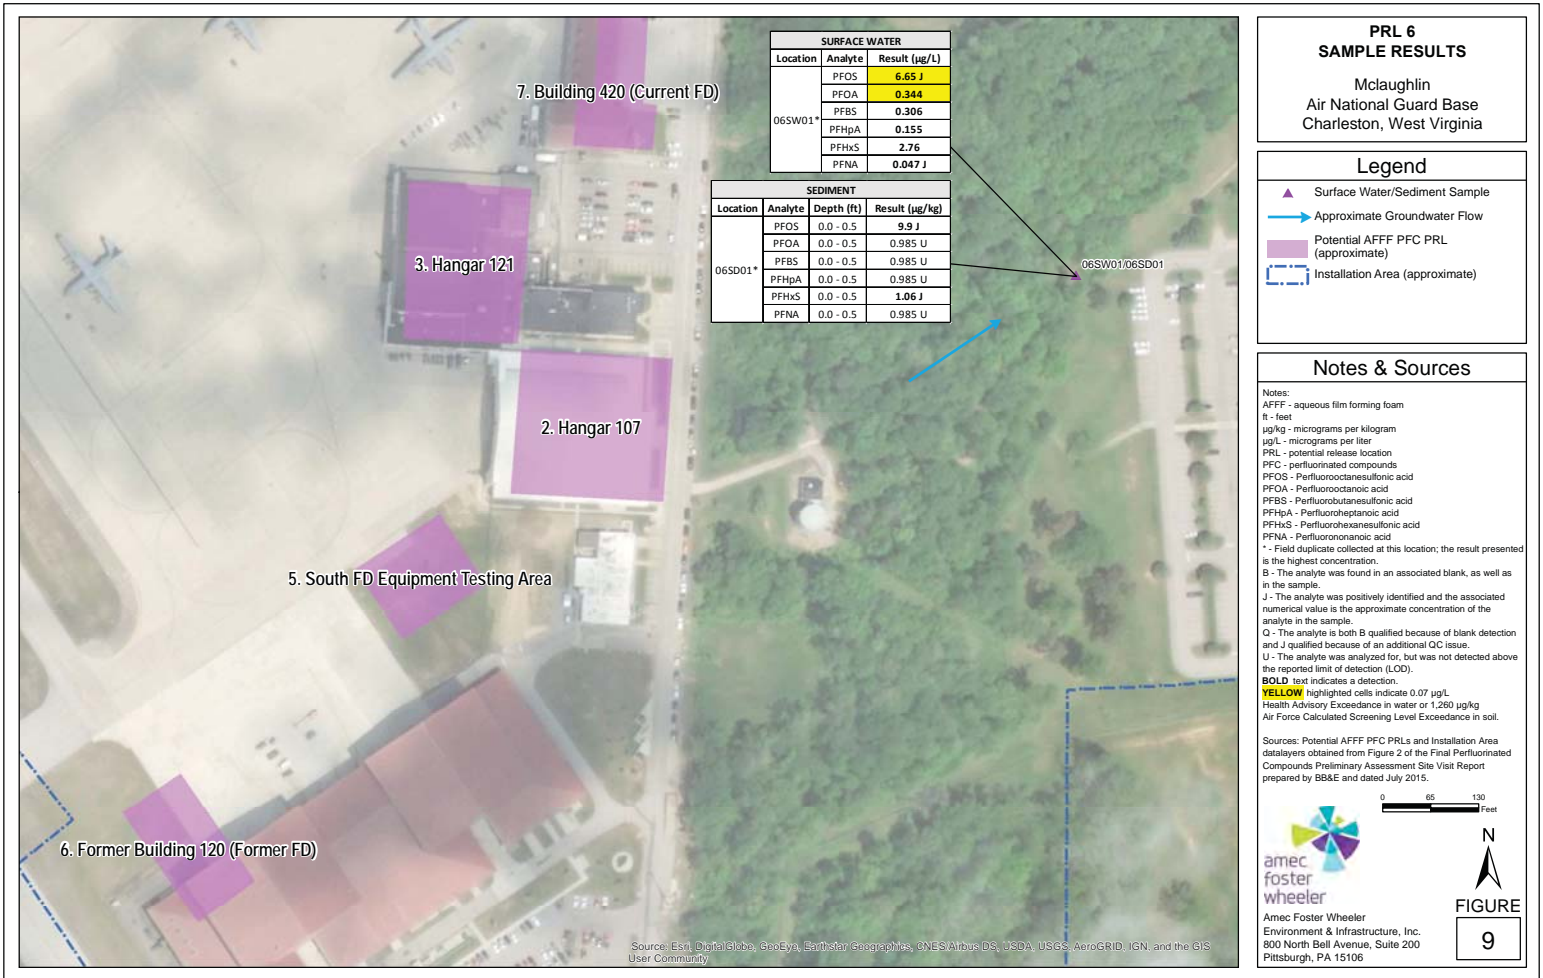 7. Building 420 (Current FD)
3. Hangar 121
2. Hangar 107
5. South FD Equipment Testing Area
6. Former Building 120 (Former FD)
SURFACE WATER
Location Analyte Result (µg/L)
06SW01*
PFOS 6.65 J
PFOA 0.344
PFBS 0.306
PFHpA 0.155
PFHxS 2.76
PFNA 0.047 J
SEDIMENT
Location Analyte Depth (ft) Result (µg/kg)
06SD01*
PFOS 0.0 - 0.5 9.9 J
PFOA 0.0 - 0.5 0.985 U
PFBS 0.0 - 0.5 0.985 U
PFHpA 0.0 - 0.5 0.985 U
PFHxS 0.0 - 0.5 1.06 J
PFNA 0.0 - 0.5 0.985 U
06SW01/06SD01
Source: Esri, DigitalGlobe, GeoEye, Earthstar Geographics, CNES/Airbus DS, USDA, USGS, AeroGRID, IGN, and the GIS
User Community
PRL 6
SAMPLE RESULTS
Mclaughlin
Air National Guard Base
Charleston, West Virginia
Legend
Surface Water/Sediment Sample
Approximate Groundwater Flow
Potential AFFF PFC PRL
(approximate)
Installation Area (approximate)
Notes & Sources
Notes:
AFFF - aqueous film forming foam
ft - feet
µg/kg - micrograms per kilogram
µg/L - micrograms per liter
PRL - potential release location
PFC - perfluorinated compounds
PFOS - Perfluorooctanesulfonic acid
PFOA - Perfluorooctanoic acid
PFBS - Perfluorobutanesulfonic acid
PFHpA - Perfluoroheptanoic acid
PFHxS - Perfluorohexanesulfonic acid
PFNA - Perfluorononanoic acid
* - Field duplicate collected at this location; the result presented
is the highest concentration.
B - The analyte was found in an associated blank, as well as
in the sample.
J - The analyte was positively identified and the associated
numerical value is the approximate concentration of the
analyte in the sample.
Q - The analyte is both B qualified because of blank detection
and J qualified because of an additional QC issue.
U - The analyte was analyzed for, but was not detected above
the reported limit of detection (LOD).
BOLD text indicates a detection.
YELLOW highlighted cells indicate 0.07 µg/L
Health Advisory Exceedance in water or 1,260 µg/kg
Air Force Calculated Screening Level Exceedance in soil.
Sources: Potential AFFF PFC PRLs and Installation Area
datalayers obtained from Figure 2 of the Final Perfluorinated
Compounds Preliminary Assessment Site Visit Report
prepared by BB&E and dated July 2015.
0 65 130
Feet
N
amec
foster
wheeler
Amec Foster Wheeler
Environment & Infrastructure, Inc.
800 North Bell Avenue, Suite 200
Pittsburgh, PA 15106
FIGURE
9